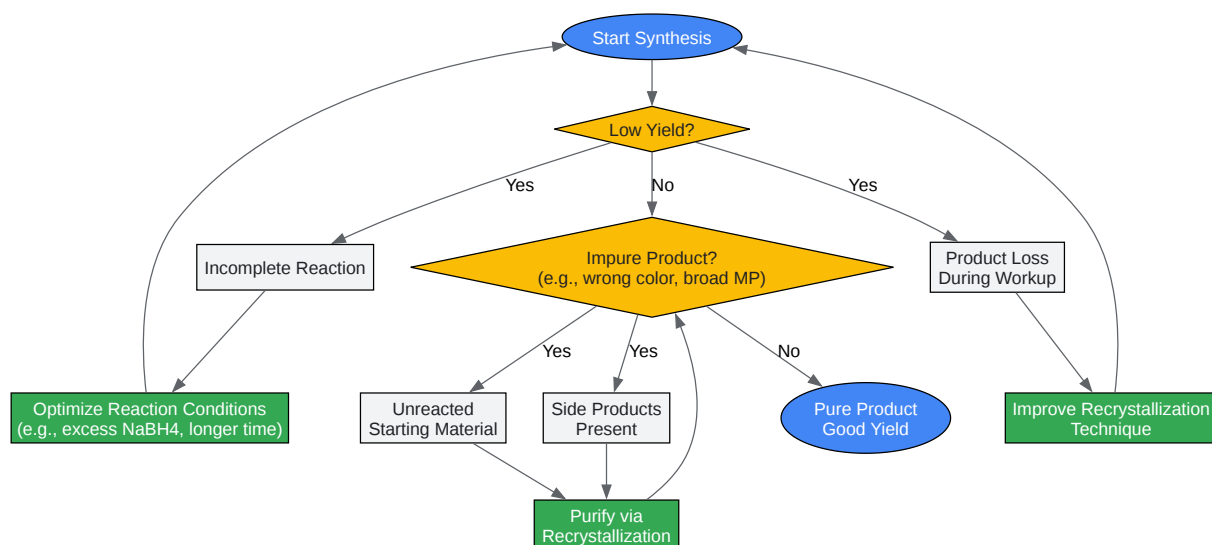 Start Synthesis
Low Yield?
Yes
No
Yes
Incomplete Reaction
Impure Product?
(e.g., wrong color, broad MP)
Product Loss
During Workup
Yes
Yes
No
Optimize Reaction Conditions
(e.g., excess NaBH4, longer time)
Unreacted
Starting Material
Side Products
Present
Pure Product
Good Yield
Improve Recrystallization
Technique
Purify via
Recrystallization